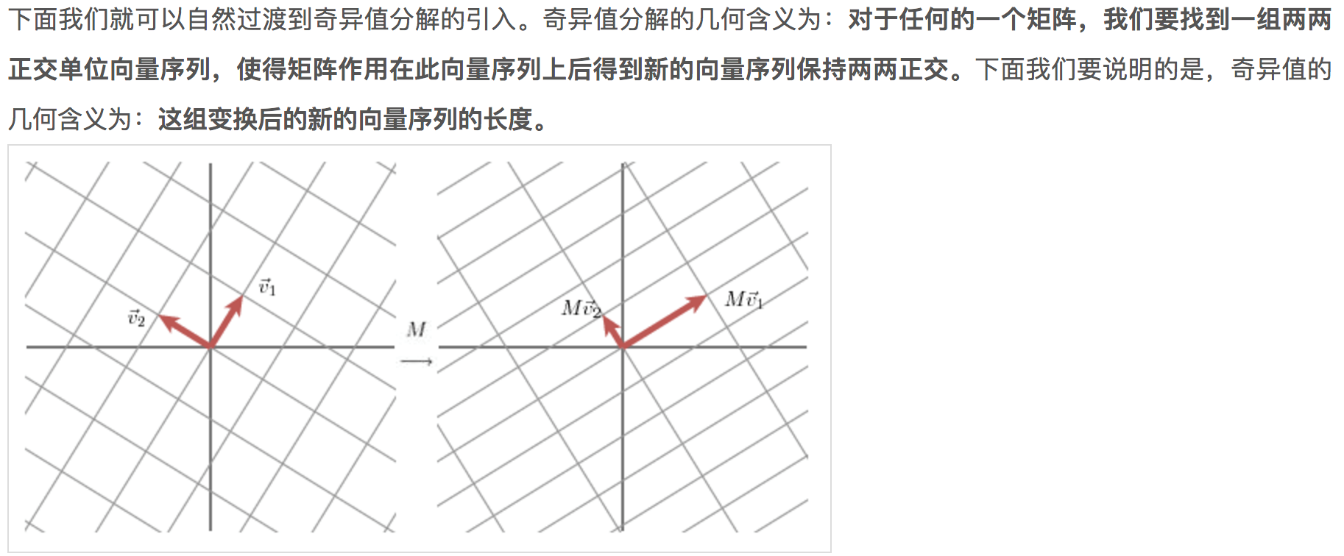 下面我们就可以自然过渡到奇异值分解的引入。奇异值分解的几何含义为：对于任何的一个矩阵，我们要找到一组两两
正交单位向量序列，使得矩阵作用在此向量序列上后得到新的向量序列保持两两正交。下面我们要说明的是，奇异值的
几何含义为：这组变换后的新的向量序列的长度。
v⃗₁
v⃗₂
M
→
Mv⃗₂
Mv⃗₁